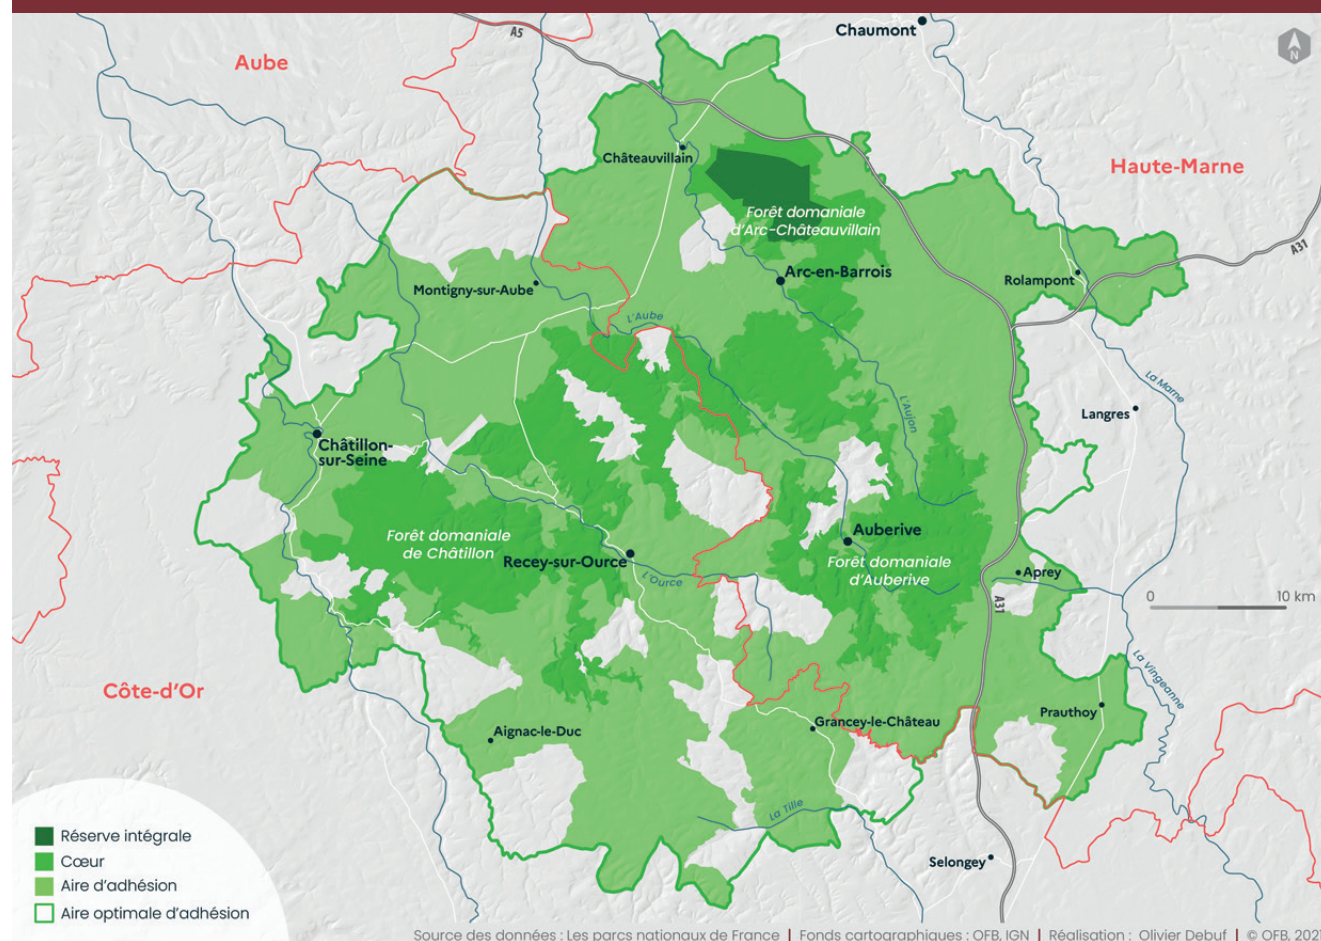 A5
Chaumont
N
Aube
Châteauvillain
Haute-Marne
Forêt domaniale
d'Arc-Châteauvillain
A31
Arc-en-Barrois
Rolampont
Montigny-sur-Aube
L'Aube
La Marne
L'Aujon
Langres
Châtillon-
sur-Seine
Auberive
Forêt domaniale
de Châtillon
Recey-sur-Ource
L'Ource
Forêt domaniale
d'Auberive
Aprey
A31
0 10 km
La Vingeanne
Côte-d'Or
Prauthoy
Grancey-le-Château
Aignac-le-Duc
La Tille
Selongey
Réserve intégrale
Cœur
Aire d'adhésion
Aire optimale d'adhésion
Source des données : Les parcs nationaux de France | Fonds cartographiques : OFB, IGN | Réalisation : Olivier Debuf | © OFB,